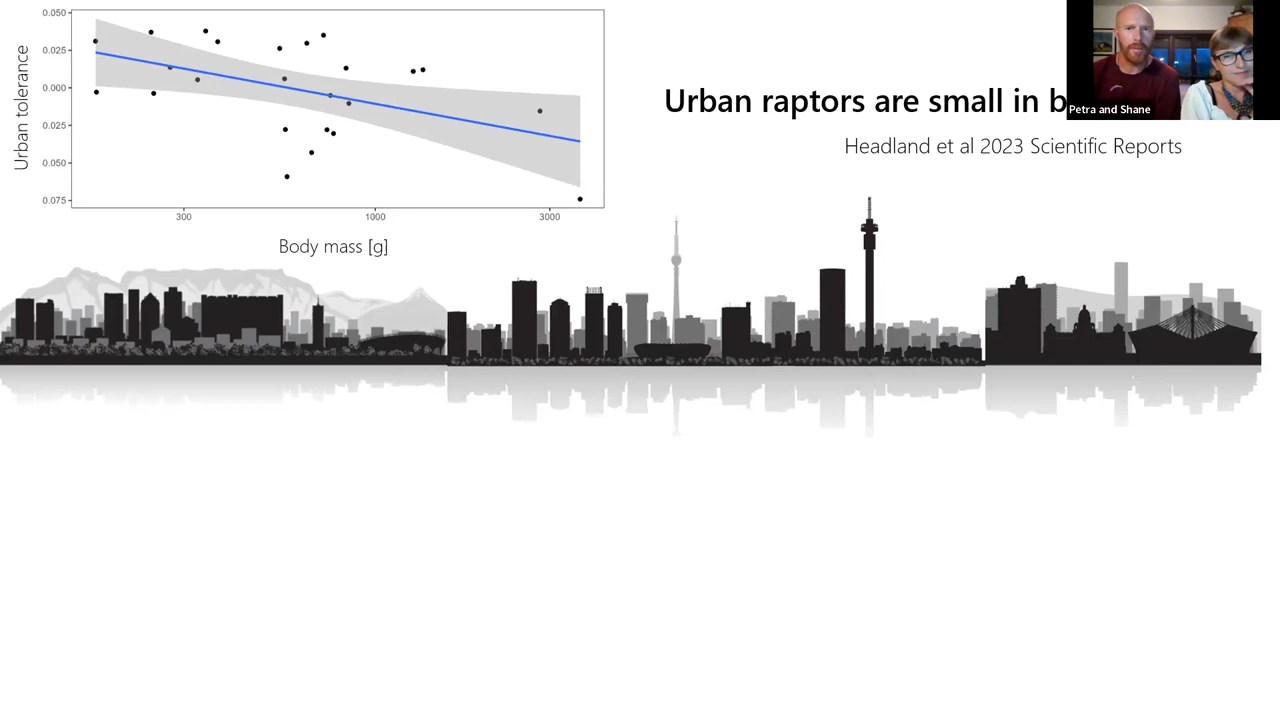 0.050
0.025
0.000
0.025
0.050
0.075
Urban tolerance
300
1000
3000
Body mass [g]
Urban raptors are small in b
Headland et al 2023 Scientific Reports
Petra and Shane